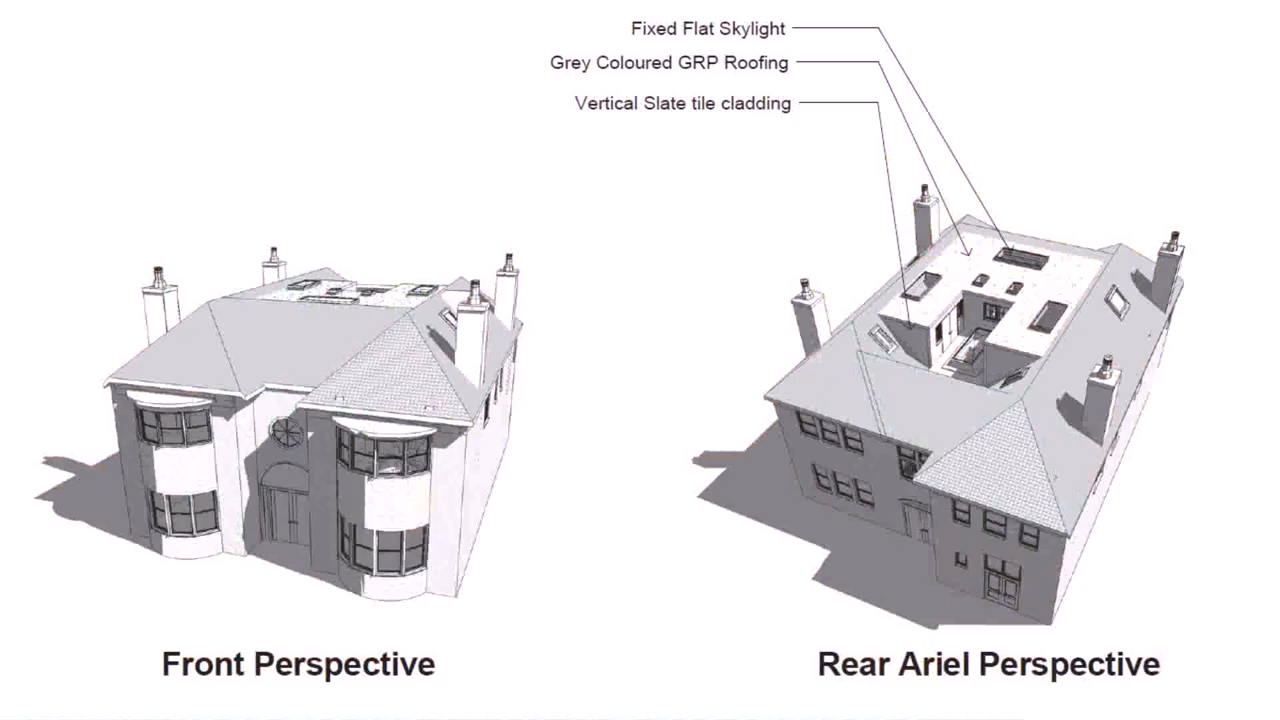 Fixed Flat Skylight
Grey Coloured GRP Roofing
Vertical Slate tile cladding
Front Perspective
Rear Ariel Perspective